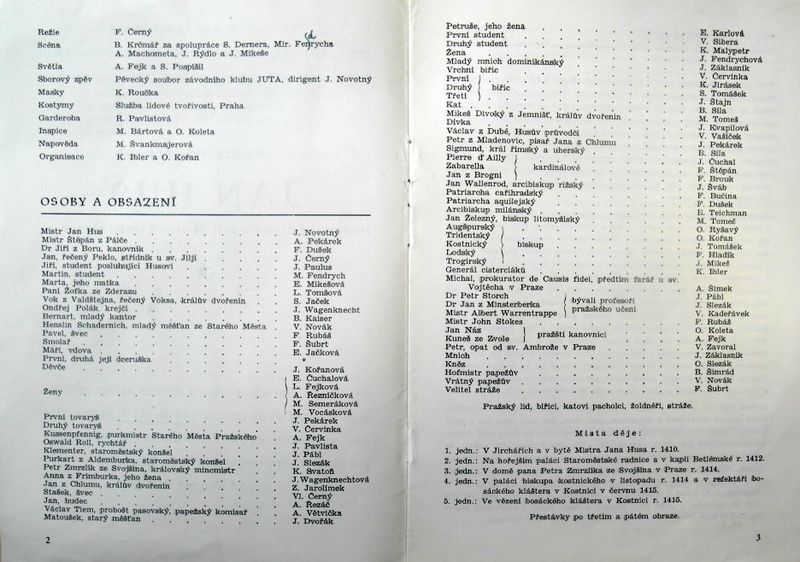 Režie F. Černý
Scéna B. Krčmář za spolupráce S. Dernera, Mir. Fenrycha
d
A. Machometa, J. Rýdlo a J. Mikeše
Světla A. Fejk a S. Pospíšil
Sborový zpěv Pěvecký soubor závodního klubu JUTA, dirigent J. Novotný
Masky K. Roučka
Kostymy Služba lidové tvořivosti, Praha
Garderoba R. Pavlistová
Inspice M. Bártová a O. Koleta
Napověda M. Švankmajerová
Organisace K. Ibler a O. Kořan
OSOBY A OBSAZENÍ
Mistr Jan Hus J. Novotný
Mistr Štěpán z Pálče A. Pekárek
Dr Jiří z Boru, kanovník F. Dušek
Jan, řečený Peklo, střídník u sv. Jiljí J. Černý
Jiří, student posluhující Husovi J. Paulus
Martin, student M. Fendrych
Marta, jeho matka E. Mikešová
Paní Žofka ze Zderazu L. Tomšová
Vok z Valdštejna, řečený Voksa, králův dvořenín S. Jaček
Ondřej Polák, krejčí J. Wagenknecht
Bernart, mladý kantor B. Kaiser
Henslin Schadernich, mladý měšťan ze Starého Města V. Novák
Pavel, švec F. Rubáš
Smolař F. Šubrt
Máří, vdova E. Jačková
První, druhá její dceruška
Děvče J. Kořanová
Ženy E. Čuchalová
L. Fejková
A. Rezničková
M. Semeráková
M. Vocásková
První tovaryš J. Pekárek
Druhý tovaryš V. Červinka
Kussenpfennig, purkmistr Starého Města Pražského A. Fejk
Oswald Roll, rychtář J. Pavlista
Klementer, staroměstský konšel J. Pábl
Purkart z Aldemburka, staroměstský konšel J. Slezák
Petr Zmrzlík ze Svojšína, královský mincmistr K. Svatoň
Anna z Frimburka, jeho žena J. Wagenknechtová
Jan z Chlumu, králův dvořenín Z. Jarolímek
Stašek, švec Vl. Černý
Jan, hudec A. Řezáč
Václav Tiem, probošt pasovský, papežský komisař A. Větvička
Matoušek, starý měšťan J. Dvořák
2
Petruše, jeho žena E. Karlová
První student V. Sibera
Druhý student K. Malypetr
Žena J. Fendrychová
Mladý mnich dominikánský J. Základník
Vrchní biřic V. Červinka
První K. Jirásek
Druhý biřic S. Tomášek
Třetí J. Štajn
Kat B. Síla
Mikeš Divoký z Jemnišť, králův dvořenín M. Tomeš
Dívka J. Kvapilová
Václav z Dubé, Husův průvodčí V. Vašíček
Petr z Mladenovic, písař Jana z Chlumu J. Pekárek
Sigmund, král římský a uherský B. Síla
Pierre d'Ailly J. Cuchal
Zabarella kardinálové F. Štěpán
Jan z Brogni F. Brouk
Jan Wallenrod, arcibiskup rižský J. Šváb
Patriarcha cařihradský F. Bučina
Patriarcha aquilejský F. Dušek
Arcibiskup milánský E. Teichman
Jan Železný, biskup litomyšlský M. Tomeš
Augšpurský O. Ryšavý
Tridentský O. Kořan
Kostnický biskup J. Tomášek
Lodský F. Hladík
Trogirský J. Mikeš
Generál cisterciáků K. Ibler
Michal, prokurátor de Causis fidei, předtím farář u sv.
Vojtěcha v Praze A. Šimek
Dr Petr Storch J. Pábl
Dr Jan z Minsterberka bývalí profesoři J. Slezák
Mistr Albert Warrentrappe pražského učení V. Kadeřávek
Mistr John Stokes F. Rubáš
Jan Náz O. Koleta
Kuneš ze Zvole pražští kanovníci A. Fejk
Petr, opat od sv. Ambrože v Praze V. Zavoral
Mnich J. Základník
Kněz O. Slezák
Hofmistr papežův B. Šimrád
Vrátný papežův V. Novák
Velitel stráže F. Šubrt
Pražský lid, biřici, katovi pacholci, žoldnéři, stráže.
Místa děje:
1. jedn.: V Jirchářích a v bytě Mistra Jana Husa r. 1410.
2. jedn.: Na hořejším paláci Staroměstské radnice a v kapli Betlémské r. 1412.
3. jedn.: V domě pana Petra Zmrzlíka ze Svojšína v Praze r. 1414.
4. jedn.: V paláci biskupa kostnického v listopadu r. 1414 a v refektáři bo-
sáckého kláštera v Kostnici v červnu 1415.
5. jedn.: Ve vězení bosáckého kláštera v Kostnici r. 1415.
Přestávky po třetím a pátém obraze.
3